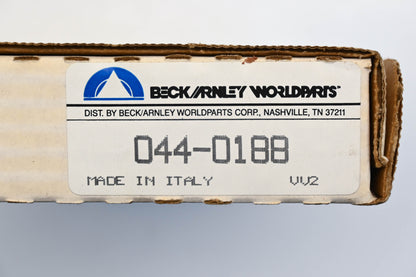 BECK/ARNLEY WORLDPARTS
DIST. BY BECK/ARNLEY WORLDPARTS CORP., NASHVILLE, TN 37211
044-0188
MADE IN ITALY VV2